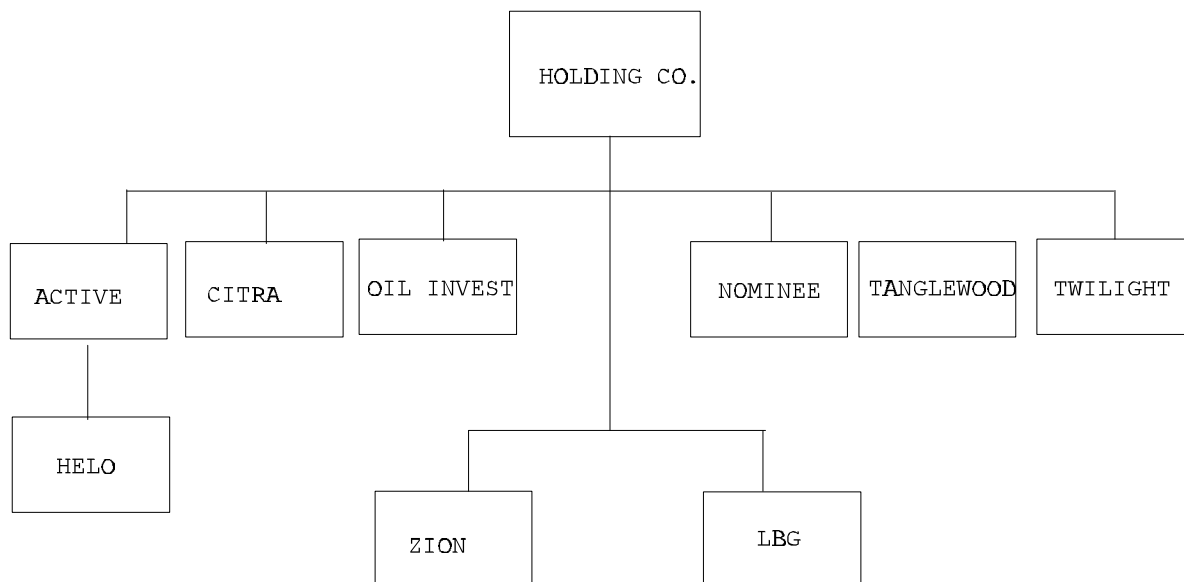 HOLDING CO.
ACTIVE
CITRA
OIL INVEST
NOMINEE
TANGLEWOOD
TWILIGHT
HELO
ZION
LBG